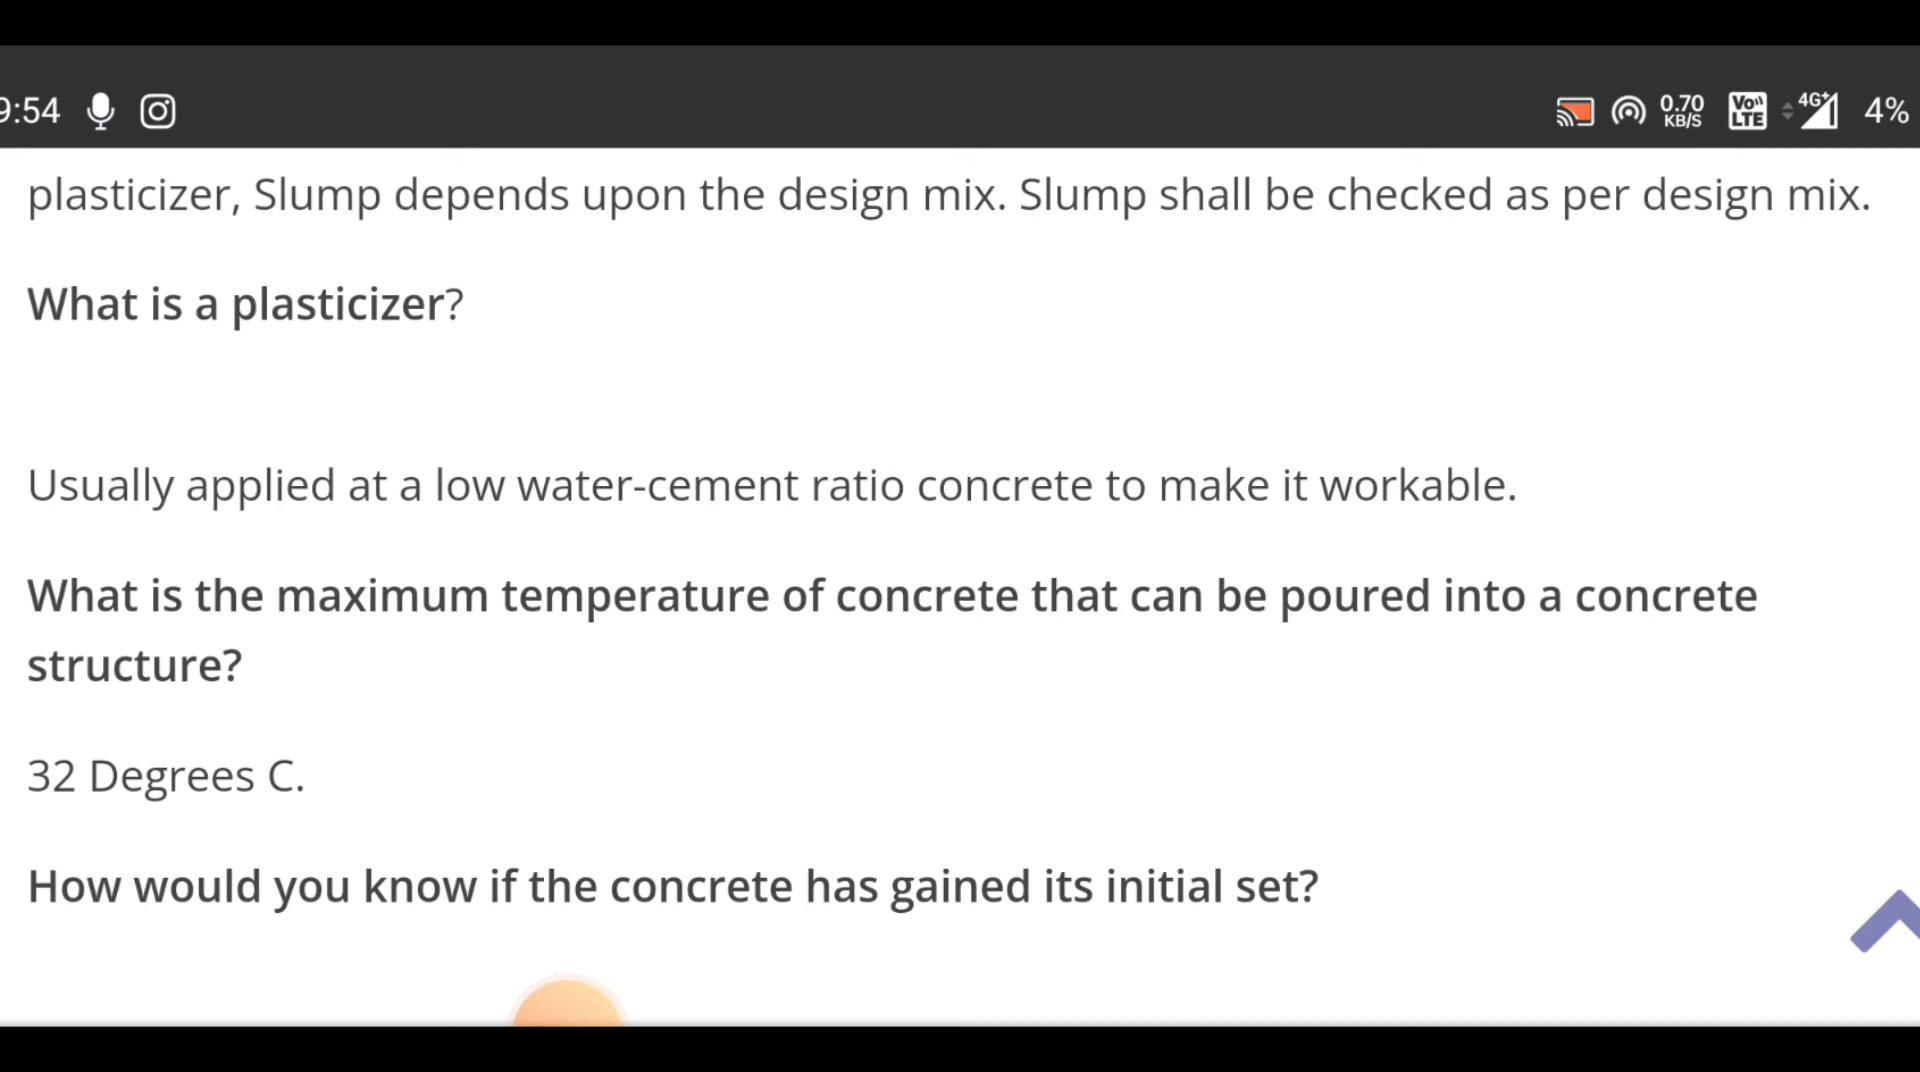 9:54
0.70
KB/S
Vo
LTE
4G+
4%
plasticizer, Slump depends upon the design mix. Slump shall be checked as per design mix.
What is a plasticizer?
Usually applied at a low water-cement ratio concrete to make it workable.
What is the maximum temperature of concrete that can be poured into a concrete
structure?
32 Degrees C.
How would you know if the concrete has gained its initial set?